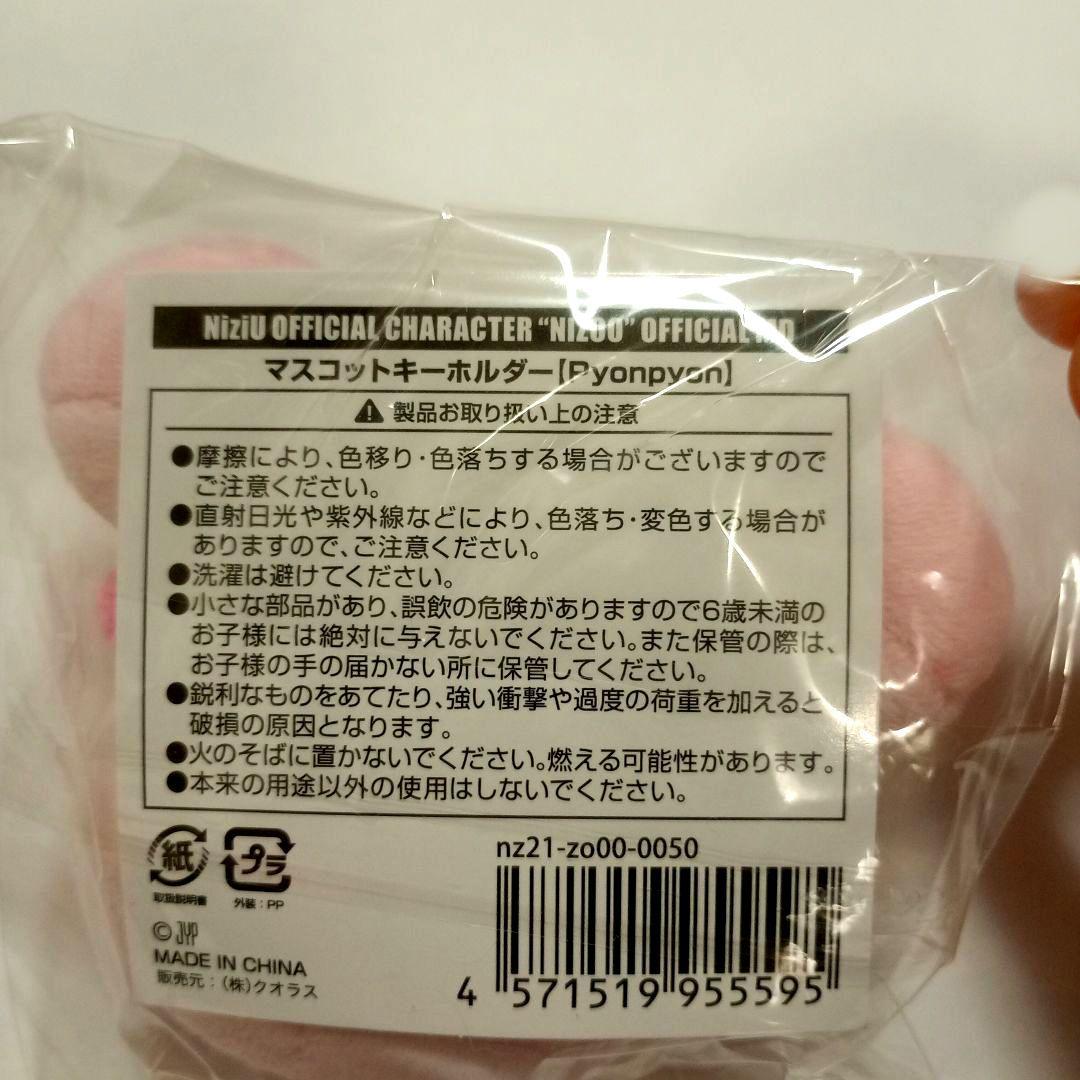 NiziU OFFICIAL CHARACTER “NIZOO” OFFICIAL
マスコットキーホルダー【Pyonpyon】
製品お取り扱い上の注意
●摩擦により、色移り・色落ちする場合がございますので
ご注意ください。
●直射日光や紫外線などにより、色落ち・変色する場合が
ありますので、ご注意ください。
●洗濯は避けてください。
●小さな部品があり、誤飲の危険がありますので6歳未満の
お子様には絶対に与えないでください。また保管の際は、
お子様の手の届かない所に保管してください。
●鋭利なものをあてたり、強い衝撃や過度の荷重を加えると
破損の原因となります。
●火のそばに置かないでください。燃える可能性があります。
●本来の用途以外の使用はしないでください。
紙 プラ
取扱説明書 外装：PP
© JYP
MADE IN CHINA
販売元：(株)クオラス
nz21-zo00-0050
4 571519 955595